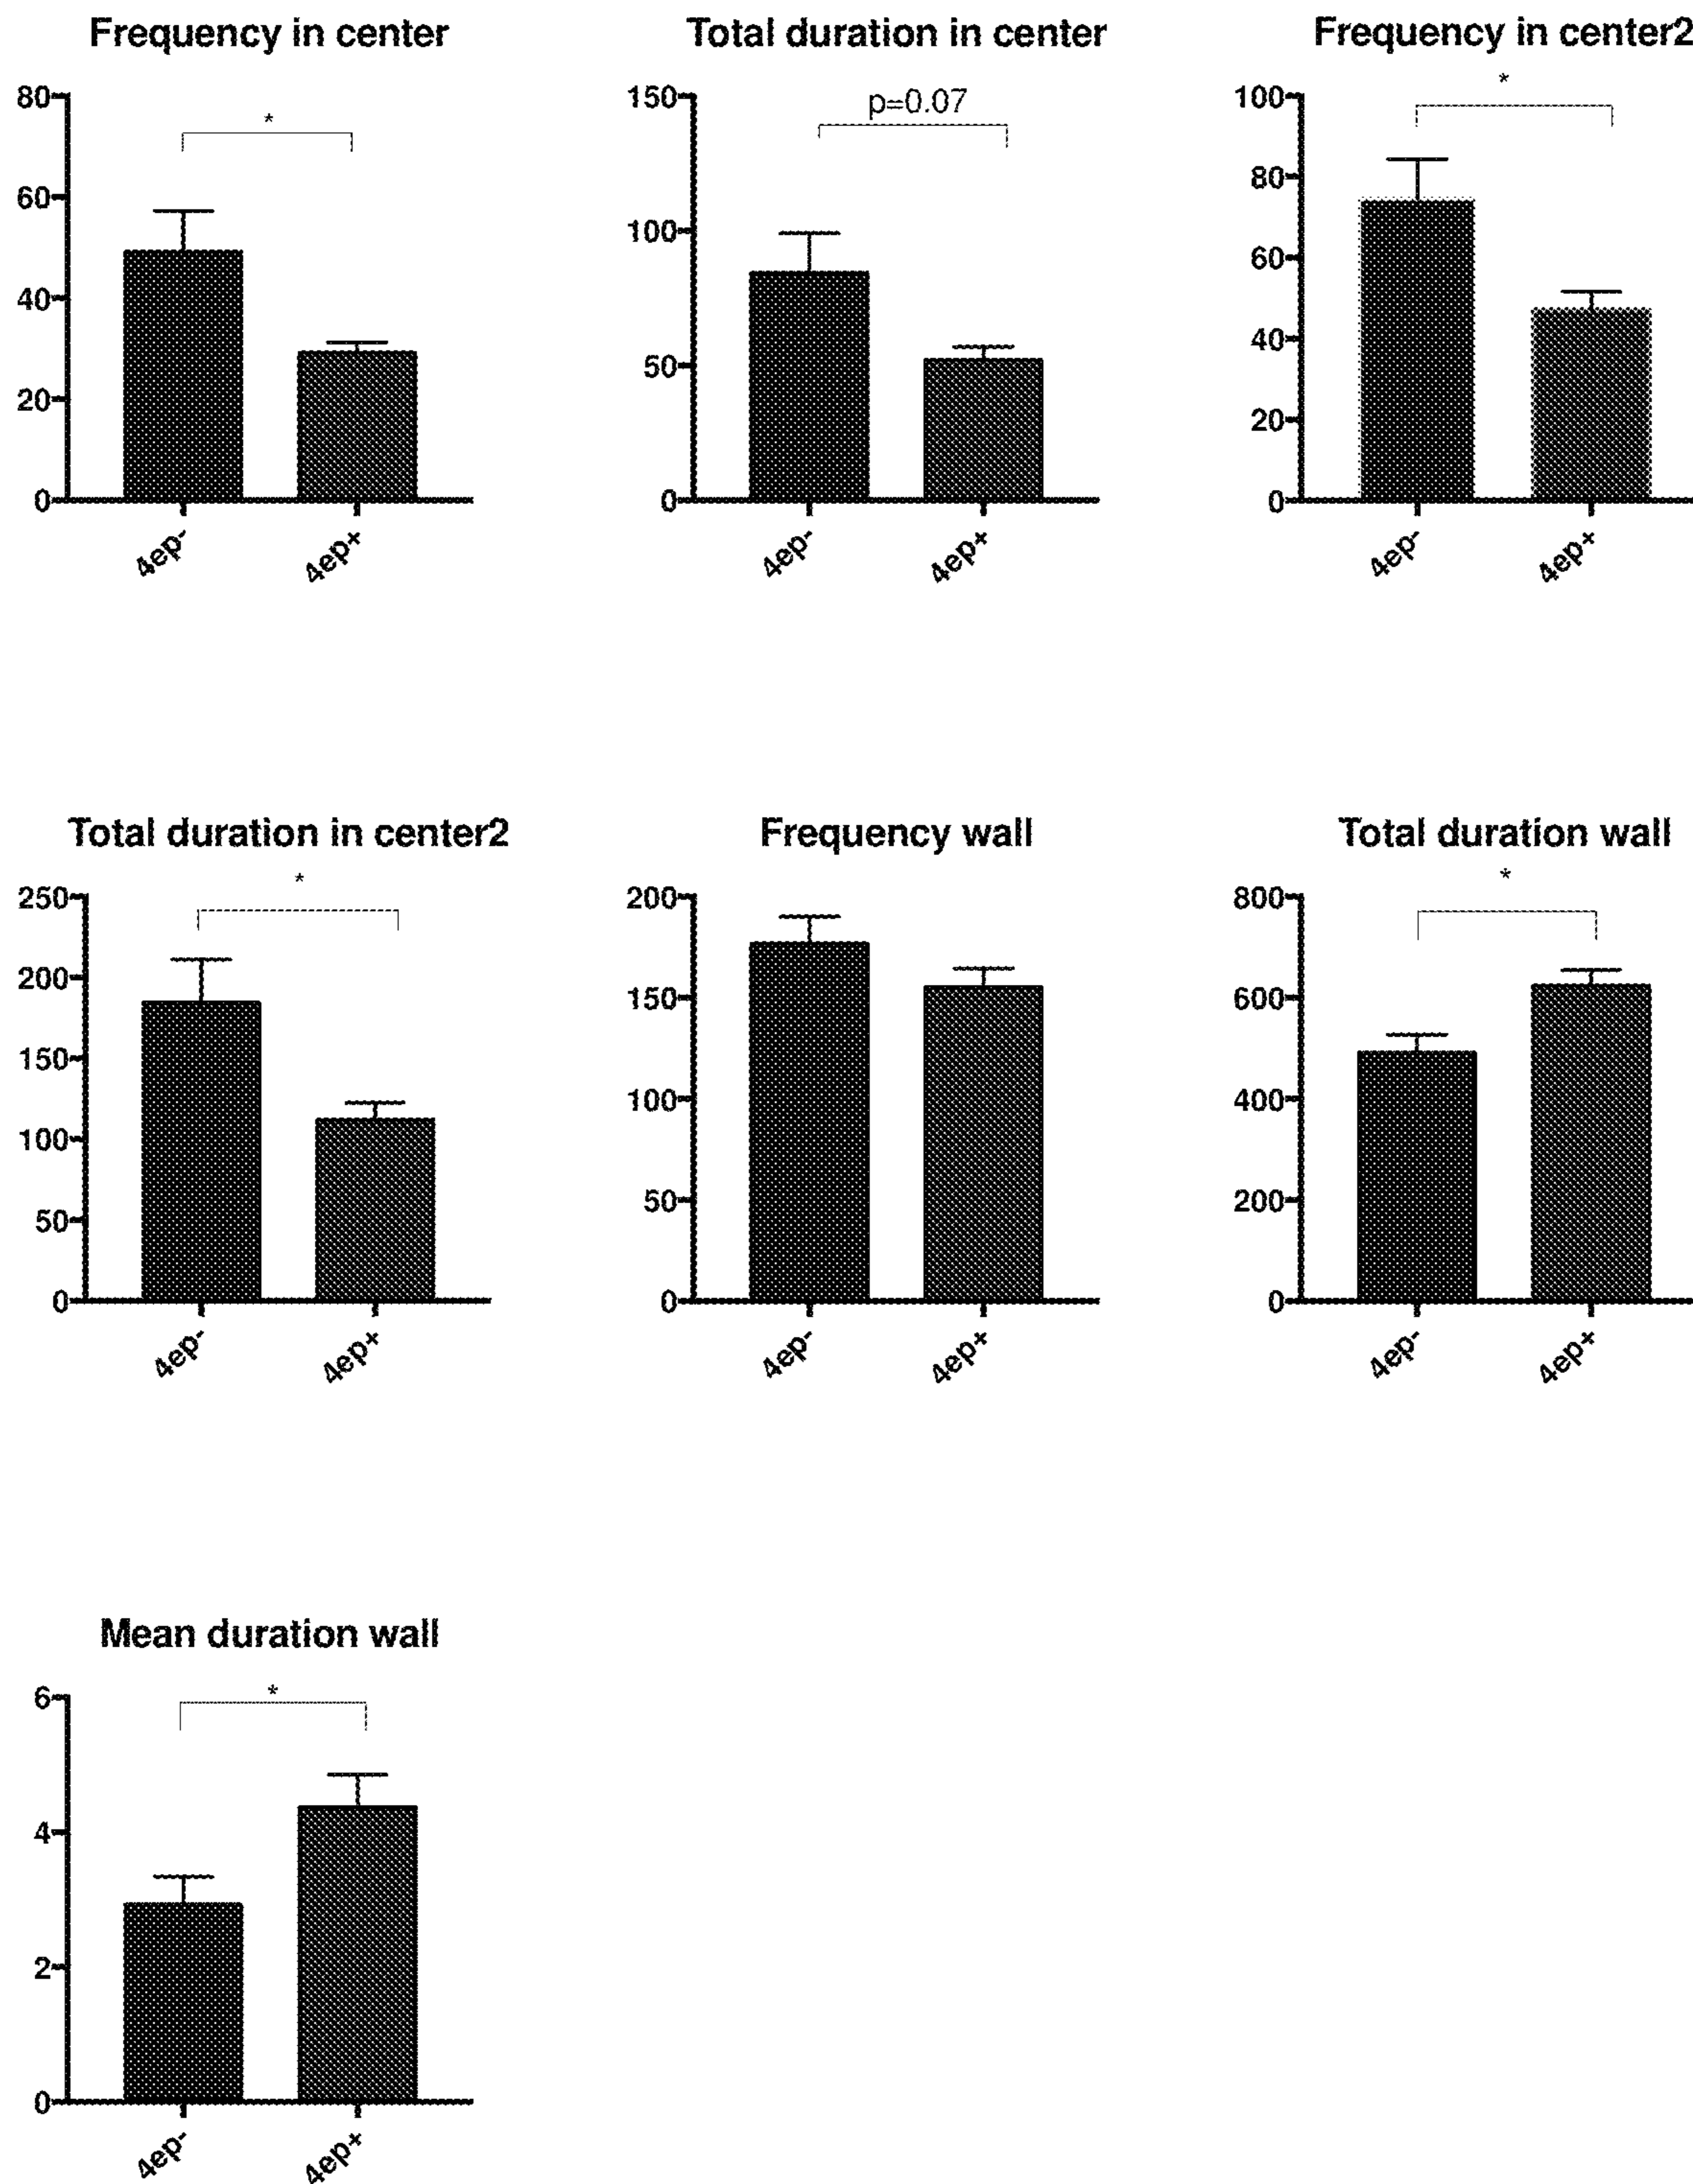 Frequency in center
*
80
60
40
20
0
4ep-
4ep+
Total duration in center
p=0.07
150
100
50
0
4ep-
4ep+
Frequency in center2
*
100
80
60
40
20
0
4ep-
4ep+
Total duration in center2
*
250
200
150
100
50
0
4ep-
4ep+
Frequency wall
200
150
100
50
0
4ep-
4ep+
Total duration wall
*
800
600
400
200
0
4ep-
4ep+
Mean duration wall
*
6
4
2
0
4ep-
4ep+